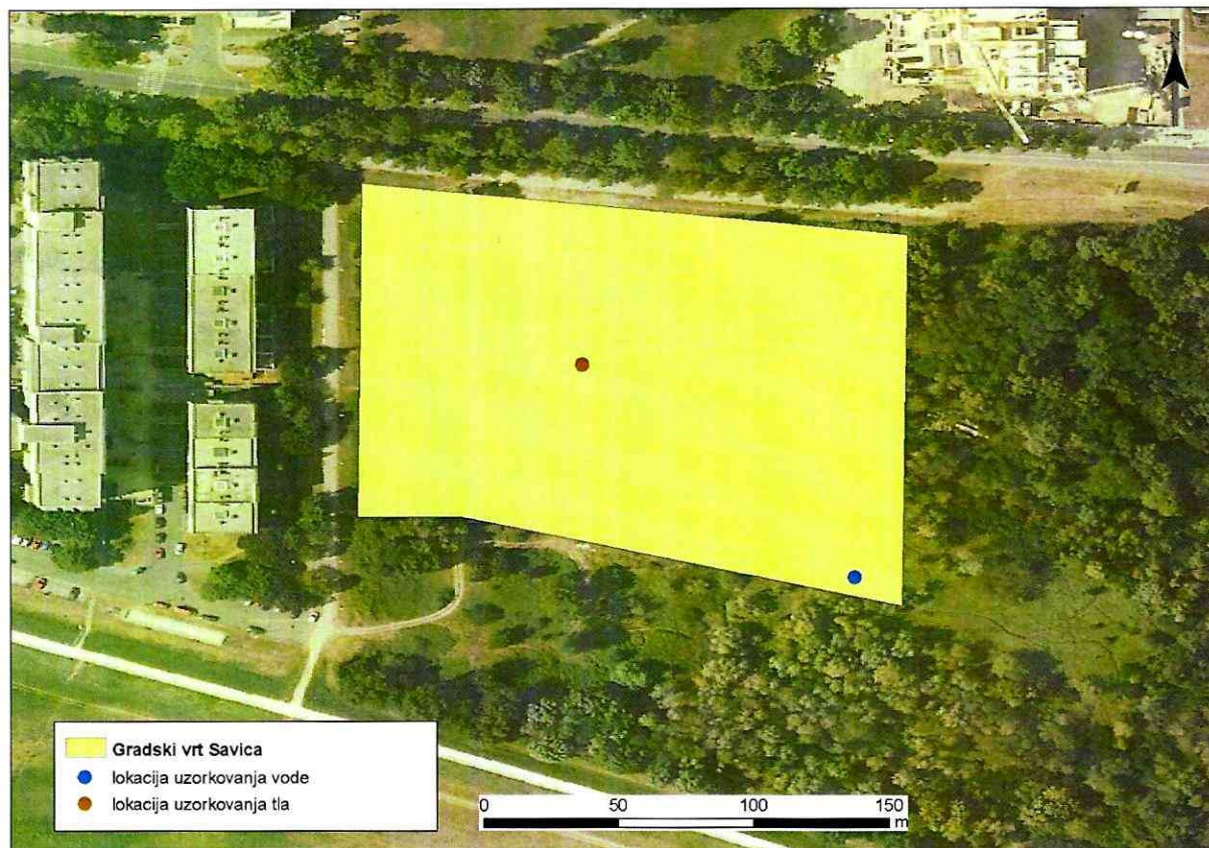 Gradski vrt Savica
lokacija uzorkovanja vode
lokacija uzorkovanja tla
0 50 100 150
m